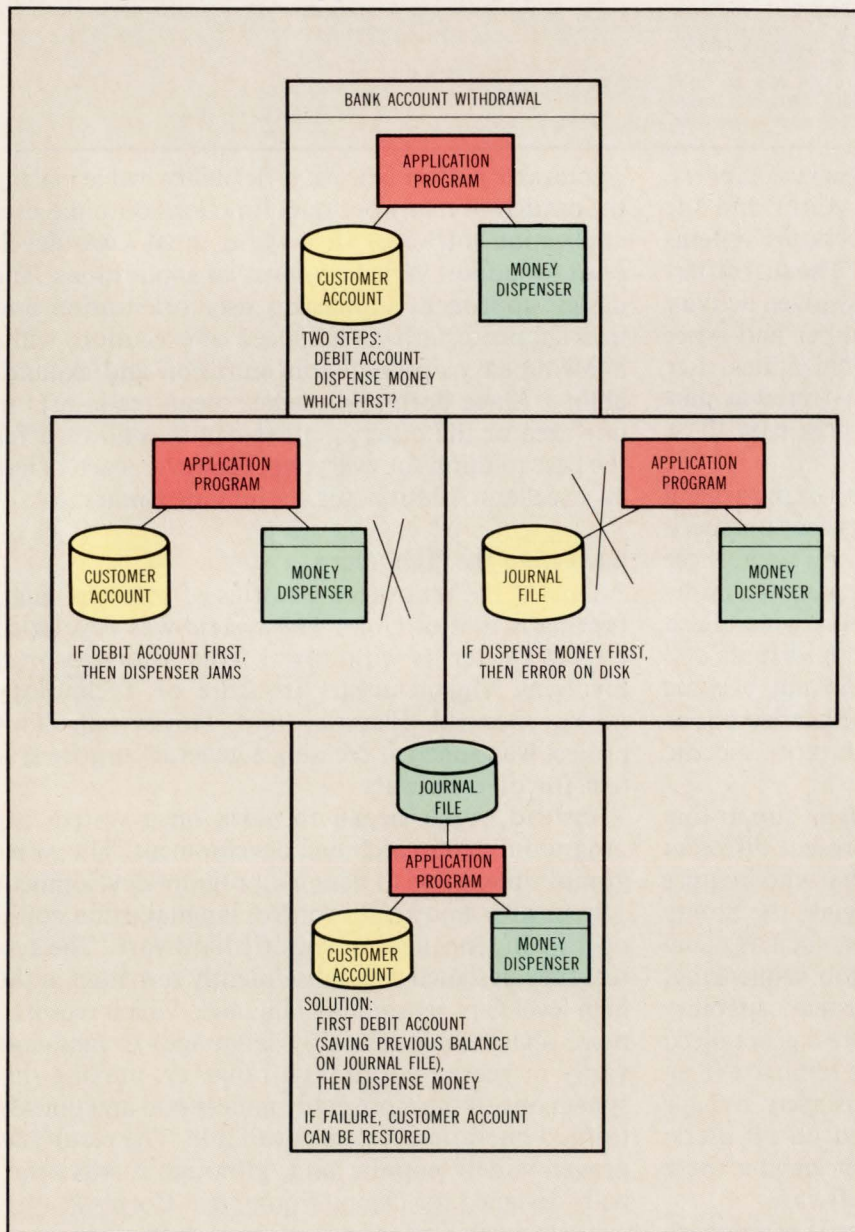 BANK ACCOUNT WITHDRAWAL
APPLICATION
PROGRAM
CUSTOMER
ACCOUNT
MONEY
DISPENSER
TWO STEPS:
DEBIT ACCOUNT
DISPENSE MONEY
WHICH FIRST?
APPLICATION
PROGRAM
CUSTOMER
ACCOUNT
MONEY
DISPENSER
IF DEBIT ACCOUNT FIRST,
THEN DISPENSER JAMS
APPLICATION
PROGRAM
JOURNAL
FILE
MONEY
DISPENSER
IF DISPENSE MONEY FIRST,
THEN ERROR ON DISK
JOURNAL
FILE
APPLICATION
PROGRAM
CUSTOMER
ACCOUNT
MONEY
DISPENSER
SOLUTION:
FIRST DEBIT ACCOUNT
(SAVING PREVIOUS BALANCE
ON JOURNAL FILE),
THEN DISPENSE MONEY
IF FAILURE, CUSTOMER ACCOUNT
CAN BE RESTORED